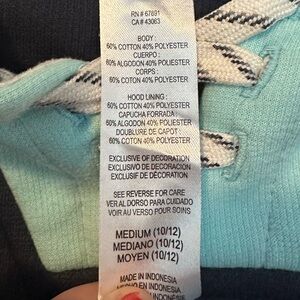 RN # 67891
CA # 43063
BODY:
60% COTTON 40% POLYESTER
CUERPO:
60% ALGODON 40% POLIESTER
CORPS:
60% COTON 40% POLYESTER
HOOD LINING:
60% COTTON 40% POLYESTER
CAPUCHA FORRADA:
60% ALGODON 40% POLIESTER
DOUBLURE DE CAPOT:
60% COTON 40% POLYESTER
EXCLUSIVE OF DECORATION
EXCLUSIVO DE DECORACIÓN
EXCLUSIF DE DÉCORATION
SEE REVERSE FOR CARE
VER AL DORSO PARA CUIDADO
VOIR AU VERSO POUR SOINS
MEDIUM (10/12)
MEDIANO (10/12)
MOYEN (10/12)
MADE IN INDONESIA
HECHO EN INDONESIA
INDONESIE